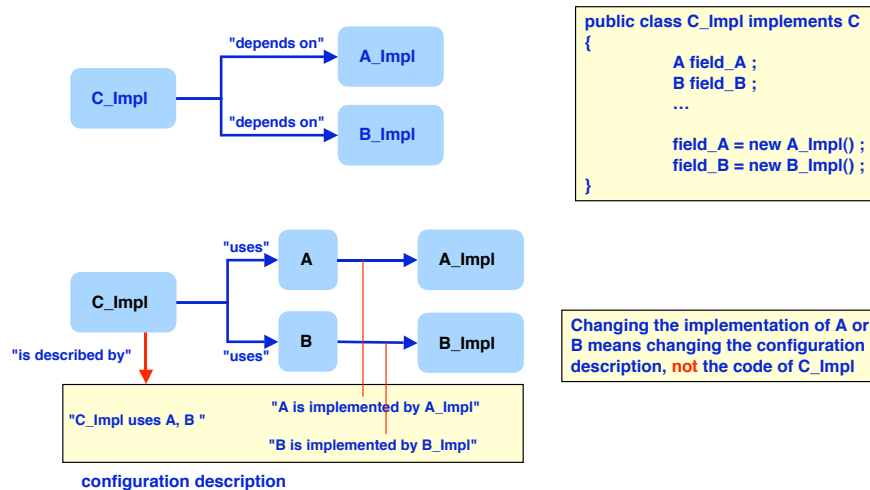 "depends on"
A_Impl
C_Impl
"depends on"
B_Impl
public class C_Impl implements C
{
A field_A ;
B field_B ;
…
field_A = new A_Impl() ;
field_B = new B_Impl() ;
}
"uses"
A
A_Impl
C_Impl
B
B_Impl
"uses"
"is described by"
Changing the implementation of A or
B means changing the configuration
description, not the code of C_Impl
"C_Impl uses A, B "
"A is implemented by A_Impl"
"B is implemented by B_Impl"
configuration description